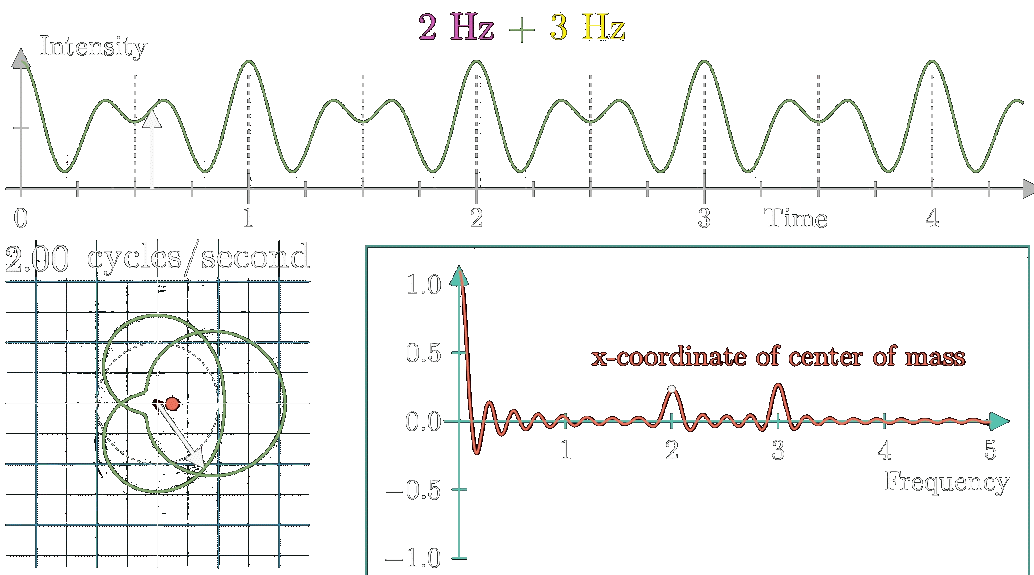 2 Hz + 3 Hz
Intensity
0 1 2 3 Time 4
2.00 cycles/second
1.0
0.5
x-coordinate of center of mass
0.0
1 2 3 4 5
Frequency
−0.5
−1.0